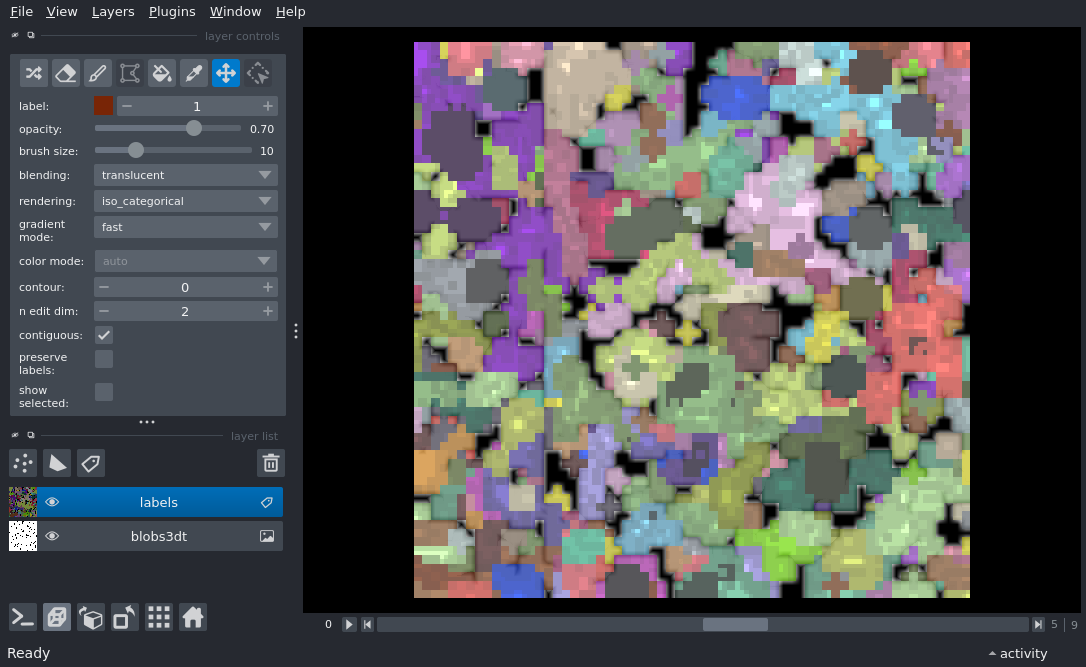 File View Layers Plugins Window Help
layer controls
label: 1
opacity: 0.70
brush size: 10
blending: translucent
rendering: iso_categorical
gradient
mode: fast
color mode: auto
contour: 0
n edit dim: 2
contiguous:
preserve
labels:
show
selected:
layer list
labels
blobs3dt
0 5 | 9
Ready activity